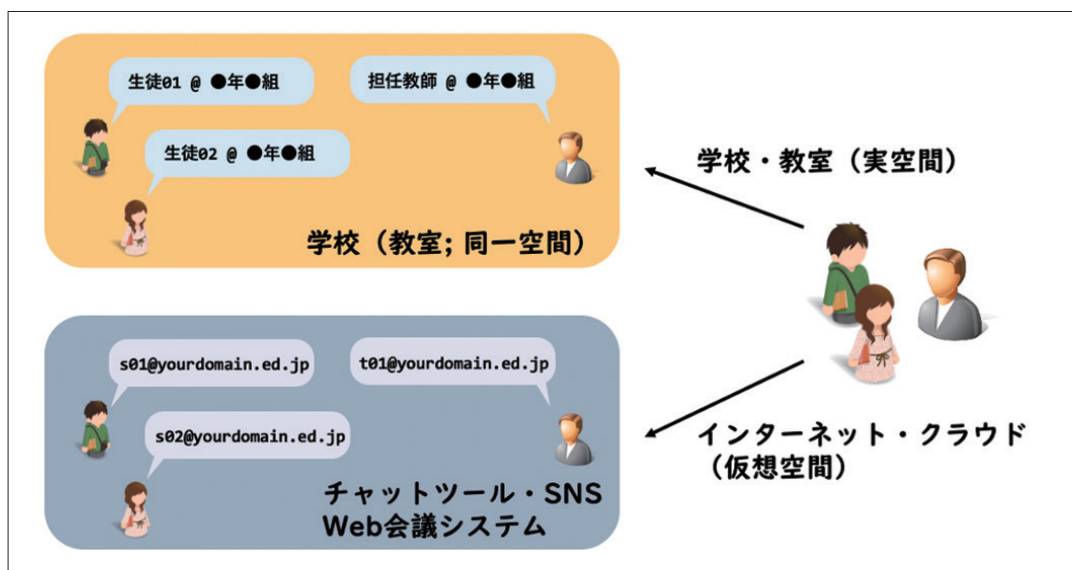 生徒01 @ ●年●組
担任教師 @ ●年●組
生徒02 @ ●年●組
学校（教室; 同一空間）
学校・教室（実空間）
s01@yourdomain.ed.jp
t01@yourdomain.ed.jp
s02@yourdomain.ed.jp
チャットツール・SNS
Web会議システム
インターネット・クラウド
（仮想空間）